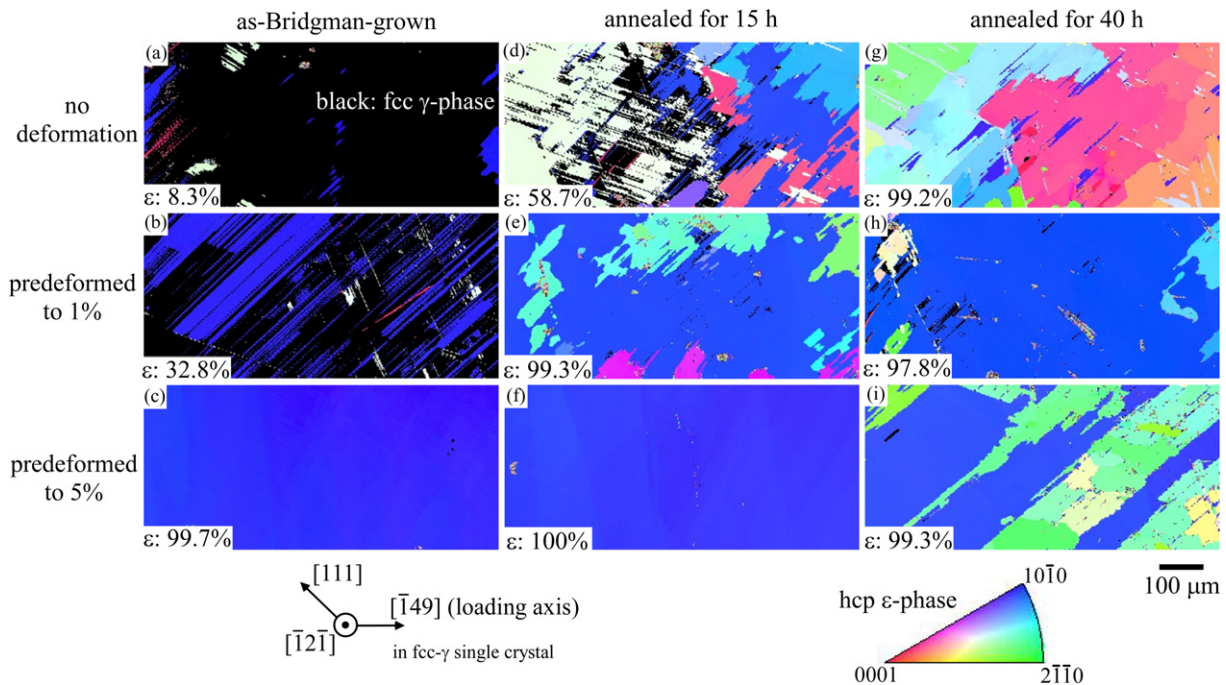 as-Bridgman-grown annealed for 15 h annealed for 40 h
no deformation
(a) black: fcc γ-phase ε: 8.3%
(d) ε: 58.7%
(g) ε: 99.2%
predeformed to 1%
(b) ε: 32.8%
(e) ε: 99.3%
(h) ε: 97.8%
predeformed to 5%
(c) ε: 99.7%
(f) ε: 100%
(i) ε: 99.3%
[111]
[1̄49] (loading axis)
[1̄21̄]
in fcc-γ single crystal
100 μm
hcp ε-phase
101̄0
0001
21̄1̄0